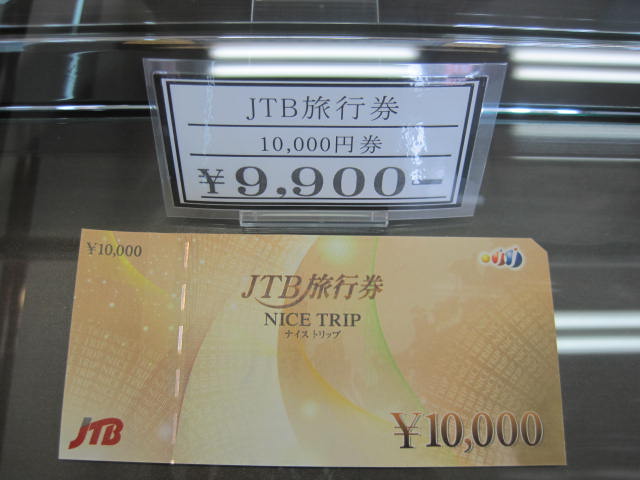 JTB旅行券
10,000円券
¥9,900-
¥10,000
JTB旅行券
NICE TRIP
ナイストリップ
JTB
¥10,000